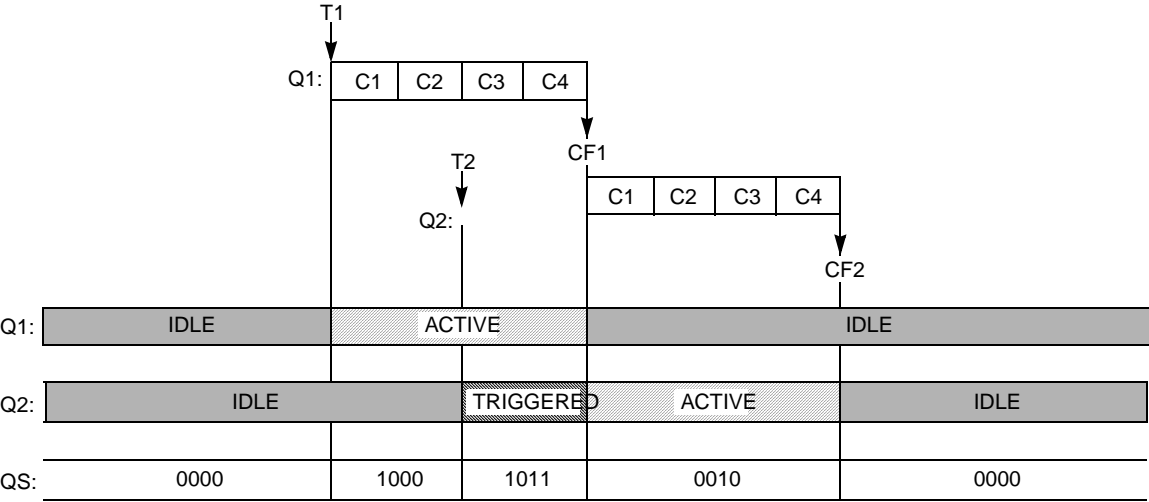 T1
Q1: C1 C2 C3 C4
CF1
T2
Q2: C1 C2 C3 C4
CF2
Q1: IDLE ACTIVE IDLE
Q2: IDLE TRIGGERED ACTIVE IDLE
QS: 0000 1000 1011 0010 0000